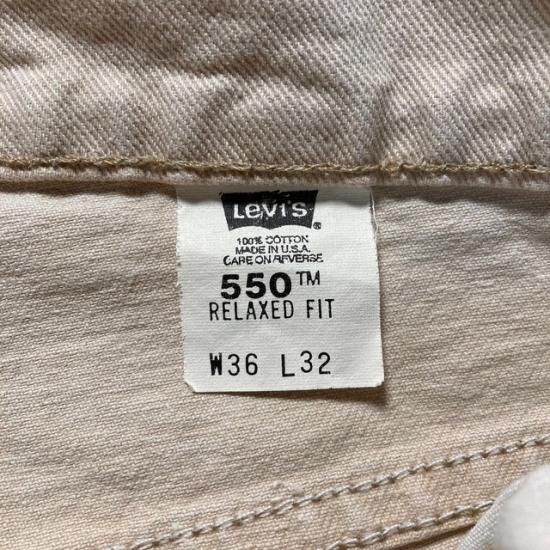 Levi's ®
100% COTTON
MADE IN U.S.A.
CARE ON REVERSE
550™
RELAXED FIT
W36 L32